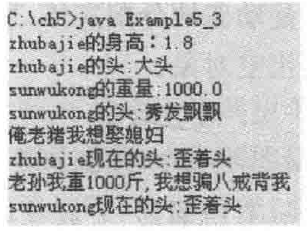 C:\ch5>java Example5_3
zhubajie的身高：1.8
zhubajie的头:大头
sunwukong的重量:1000.0
sunwukong的头:秀发飘飘
俺老猪我想娶媳妇
zhubajie现在的头:歪着头
老孙我重1000斤,我想骗八戒背我
sunwukong现在的头:歪着头